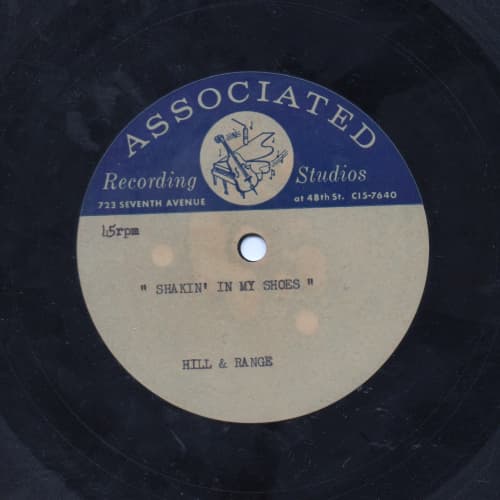 ASSOCIATED
Recording Studios
723 SEVENTH AVENUE at 48th St. CI5-7640
45rpm
" SHAKIN' IN MY SHOES "
HILL & RANGE